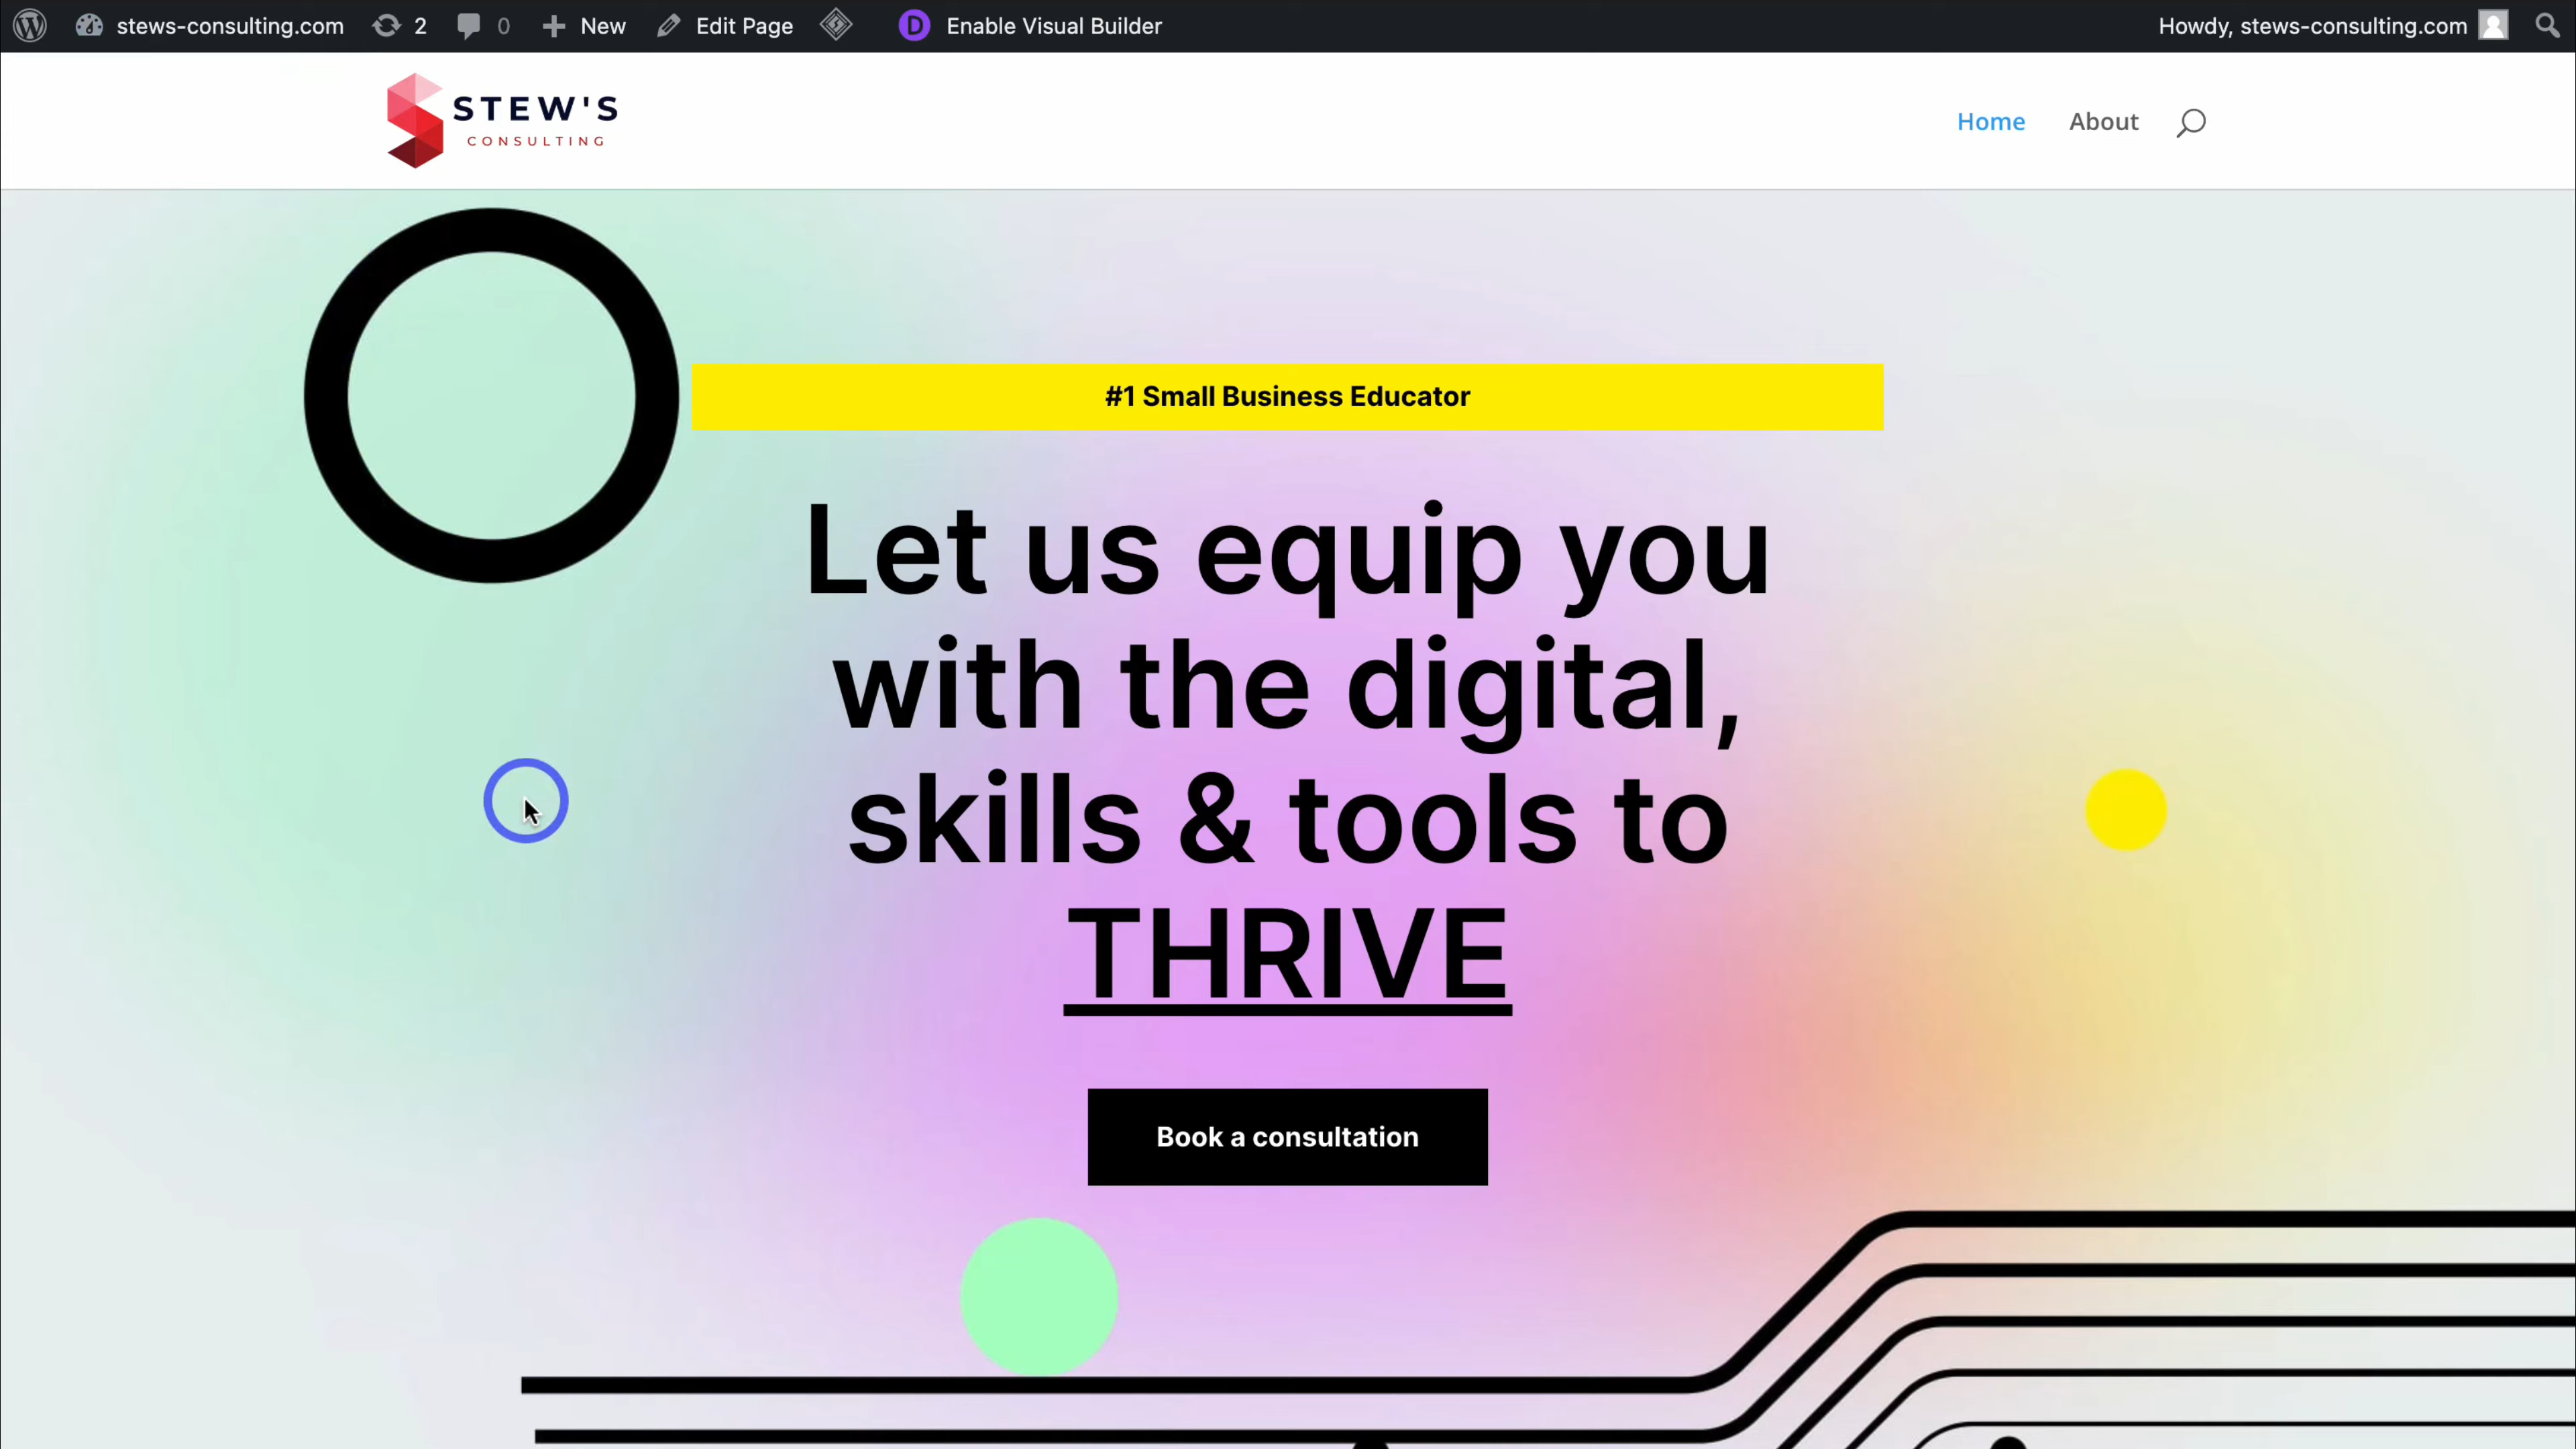 stews-consulting.com 2 0 New Edit Page Enable Visual Builder Howdy, stews-consulting.com
STEW'S
CONSULTING
Home About
#1 Small Business Educator
Let us equip you
with the digital,
skills & tools to
THRIVE
Book a consultation